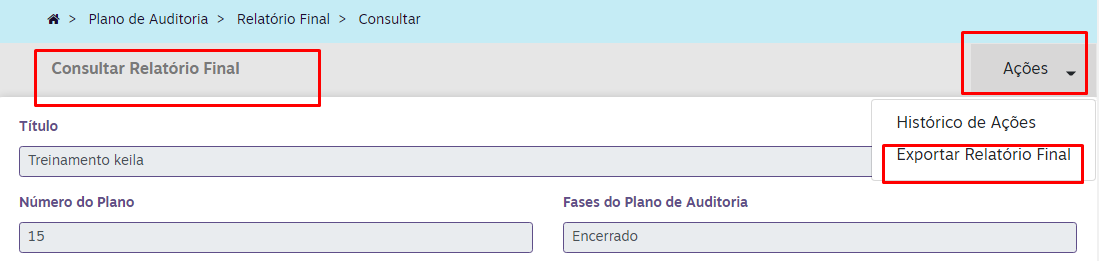 > Plano de Auditoria > Relatório Final > Consultar
Consultar Relatório Final
Ações
Histórico de Ações
Exportar Relatório Final
Título
Treinamento keila
Número do Plano
15
Fases do Plano de Auditoria
Encerrado